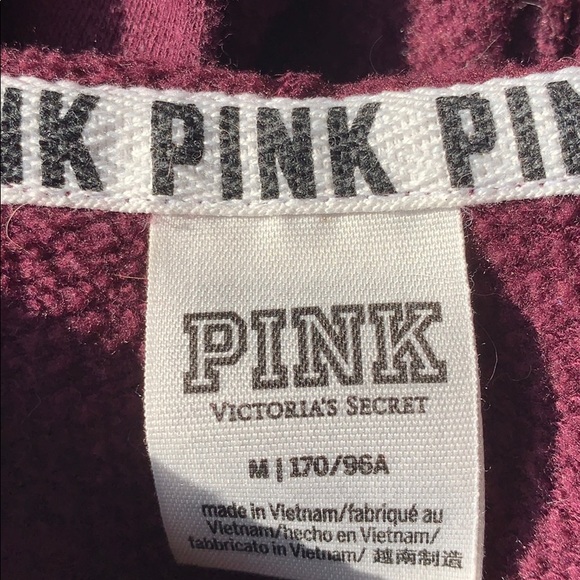 NK PINK PIN
PINK
VICTORIA'S SECRET
M | 170/96A
made in Vietnam/fabriqué au
Vietnam/hecho en Vietnam/
fabbricato in Vietnam/ 越南制造